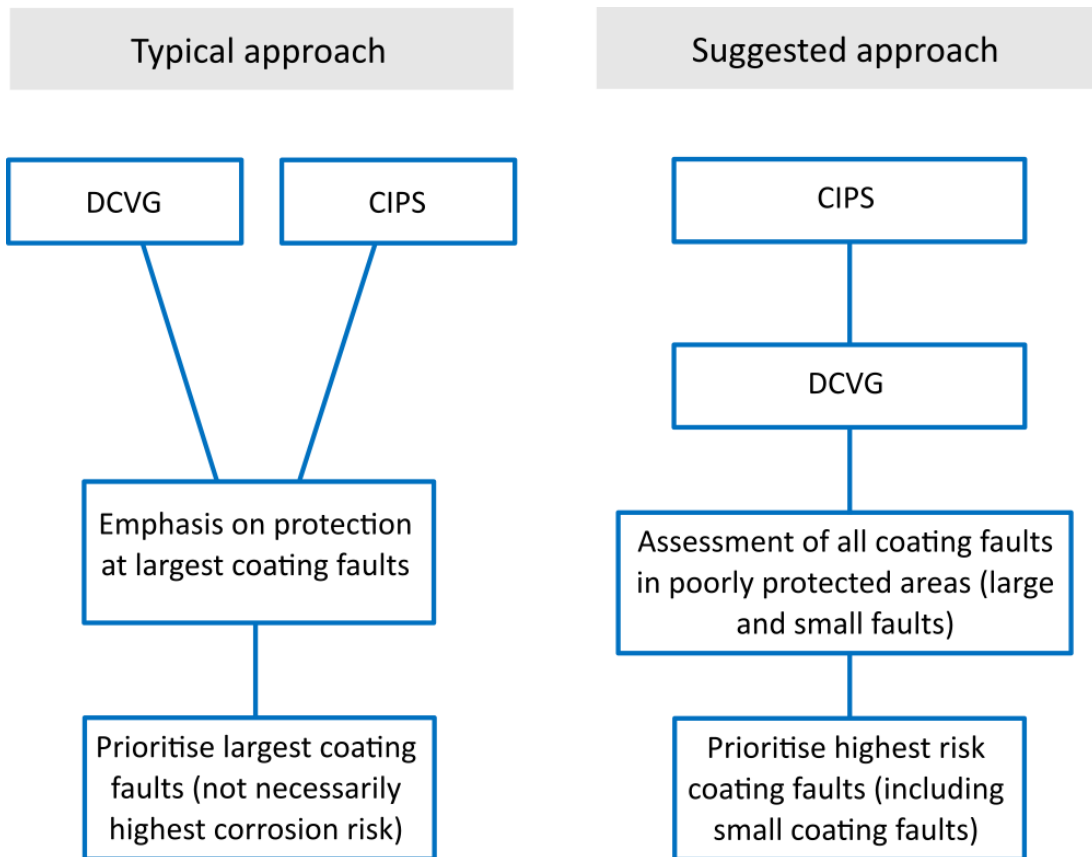 Typical approach
DCVG
CIPS
Emphasis on protection
at largest coating faults
Prioritise largest coating
faults (not necessarily
highest corrosion risk)
Suggested approach
CIPS
DCVG
Assessment of all coating faults
in poorly protected areas (large
and small faults)
Prioritise highest risk
coating faults (including
small coating faults)